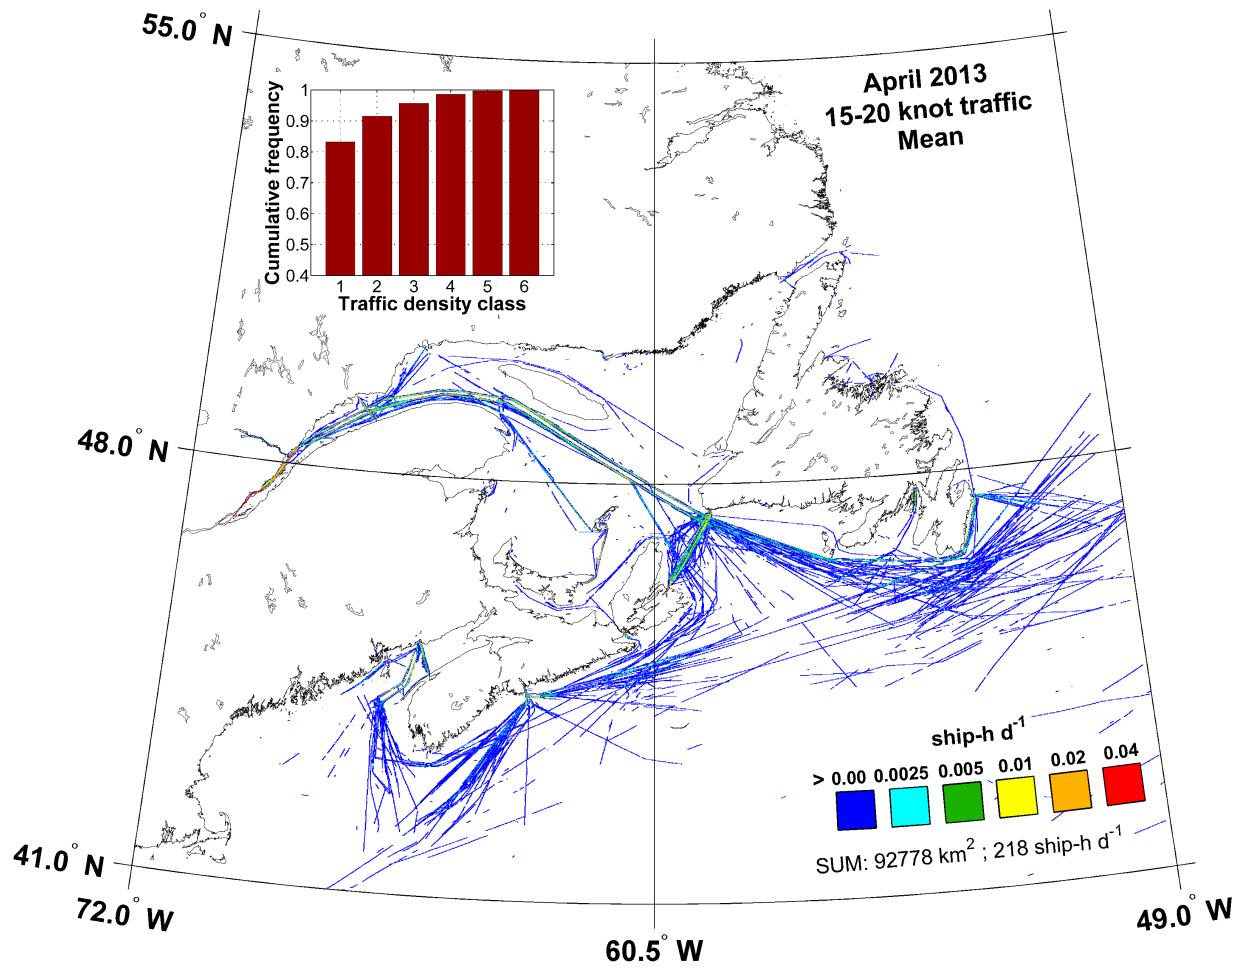 55.0° N
April 2013
15-20 knot traffic
Mean
Cumulative frequency
1
0.9
0.8
0.7
0.6
0.5
0.4
1 2 3 4 5 6
Traffic density class
48.0° N
ship-h d⁻¹
> 0.00 0.0025 0.005 0.01 0.02 0.04
SUM: 92778 km² ; 218 ship-h d⁻¹
41.0° N
72.0° W
60.5° W
49.0° W